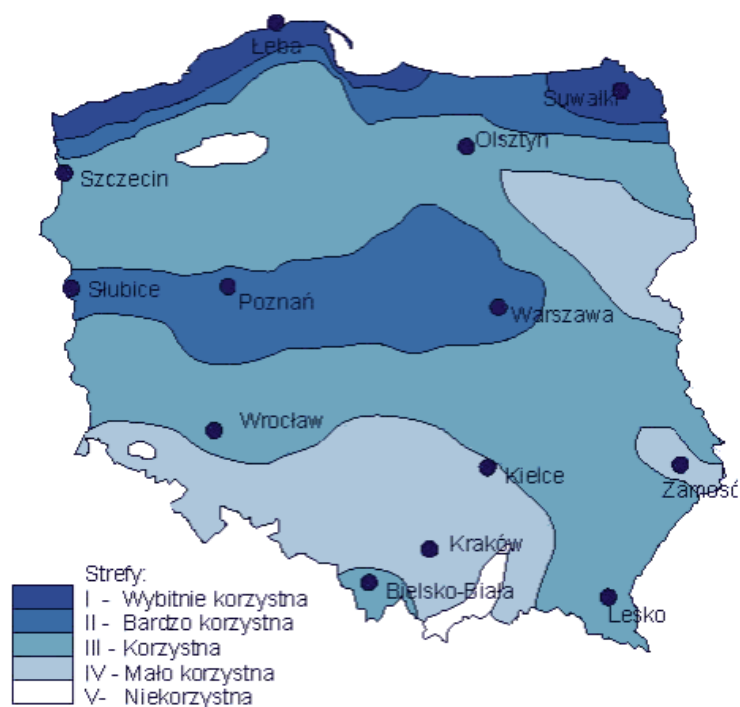 Łeba
Suwałki
Olsztyn
Szczecin
Słubice
Poznań
Warszawa
Wrocław
Kielce
Zamość
Kraków
Bielsko-Biała
Lesko
Strefy:
I - Wybitnie korzystna
II - Bardzo korzystna
III - Korzystna
IV - Mało korzystna
V- Niekorzystna